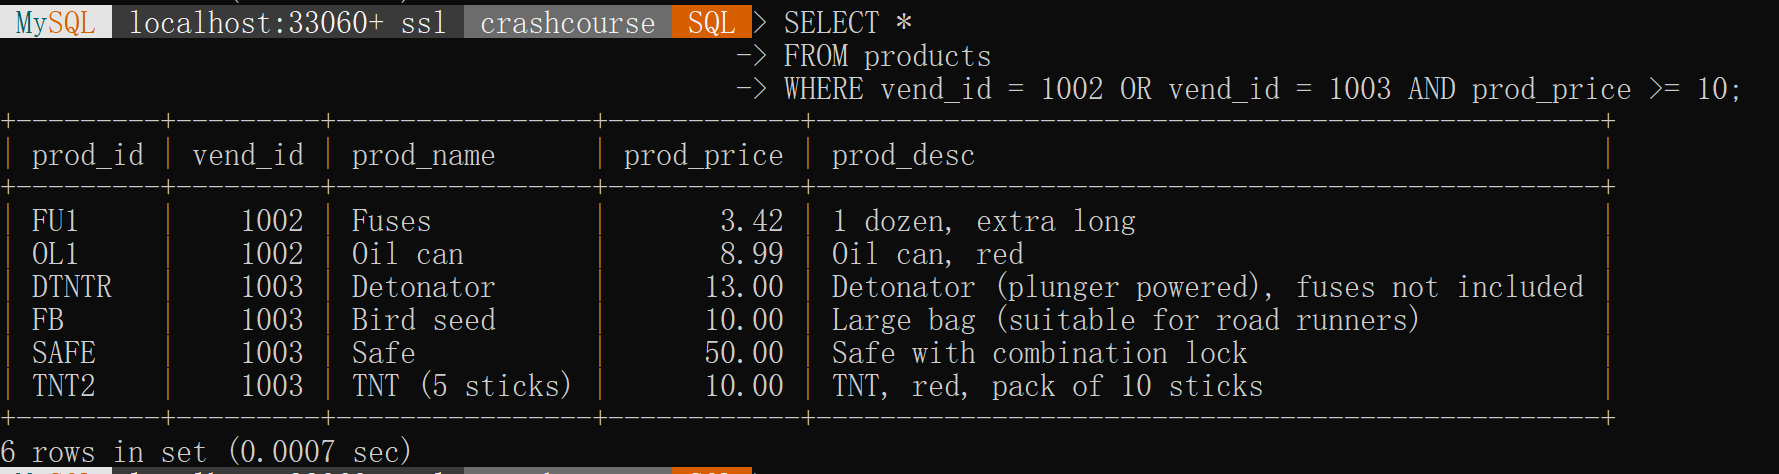 MySQL localhost:33060+ ssl crashcourse SQL > SELECT *
-> FROM products
-> WHERE vend_id = 1002 OR vend_id = 1003 AND prod_price >= 10;
+---------+---------+----------------+------------+------------------------------------------------+
| prod_id | vend_id | prod_name | prod_price | prod_desc |
+---------+---------+----------------+------------+------------------------------------------------+
| FU1 | 1002 | Fuses | 3.42 | 1 dozen, extra long |
| OL1 | 1002 | Oil can | 8.99 | Oil can, red |
| DTNTR | 1003 | Detonator | 13.00 | Detonator (plunger powered), fuses not included |
| FB | 1003 | Bird seed | 10.00 | Large bag (suitable for road runners) |
| SAFE | 1003 | Safe | 50.00 | Safe with combination lock |
| TNT2 | 1003 | TNT (5 sticks) | 10.00 | TNT, red, pack of 10 sticks |
+---------+---------+----------------+------------+------------------------------------------------+
6 rows in set (0.0007 sec)